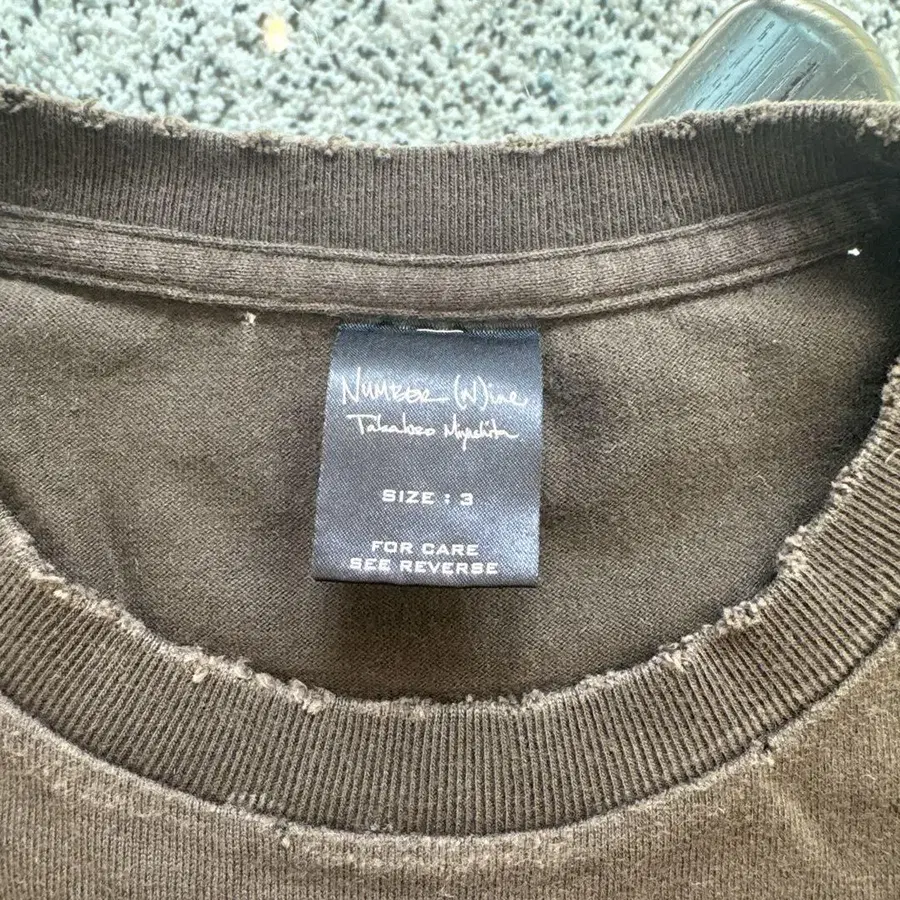 NUMBER (N)ine
Takahiro Miyashita
SIZE : 3
FOR CARE
SEE REVERSE